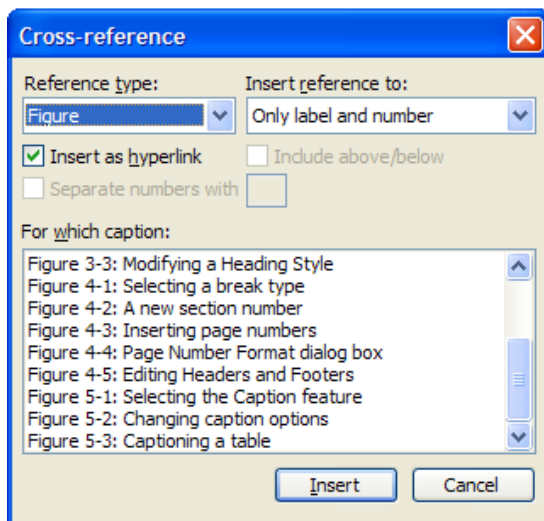 Cross-reference
Reference type:
Insert reference to:
Figure
Only label and number
Insert as hyperlink
Include above/below
Separate numbers with
For which caption:
Figure 3-3: Modifying a Heading Style
Figure 4-1: Selecting a break type
Figure 4-2: A new section number
Figure 4-3: Inserting page numbers
Figure 4-4: Page Number Format dialog box
Figure 4-5: Editing Headers and Footers
Figure 5-1: Selecting the Caption feature
Figure 5-2: Changing caption options
Figure 5-3: Captioning a table
Insert
Cancel